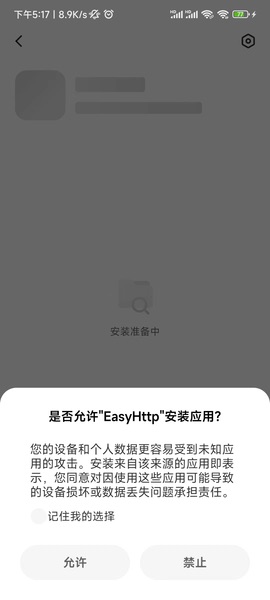 下午5:17 | 8.9K/s
安装准备中
是否允许"EasyHttp"安装应用?
您的设备和个人数据更容易受到未知应
用的攻击。安装来自该来源的应用即表
示，您同意对因使用这些应用可能导致
的设备损坏或数据丢失问题承担责任。
记住我的选择
允许
禁止